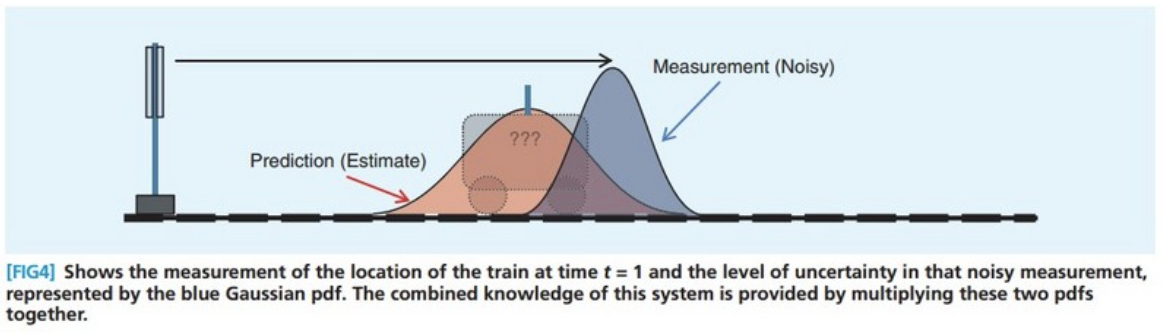 Measurement (Noisy)
???
Prediction (Estimate)
[FIG4] Shows the measurement of the location of the train at time t = 1 and the level of uncertainty in that noisy measurement,
represented by the blue Gaussian pdf. The combined knowledge of this system is provided by multiplying these two pdfs
together.